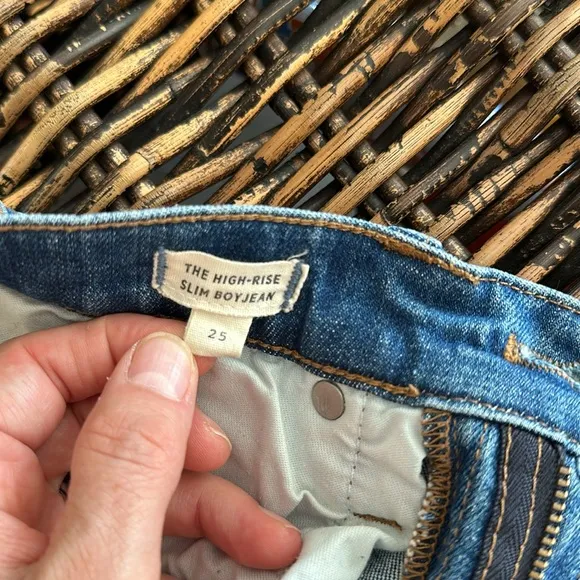 THE HIGH-RISE
SLIM BOYJEAN
25